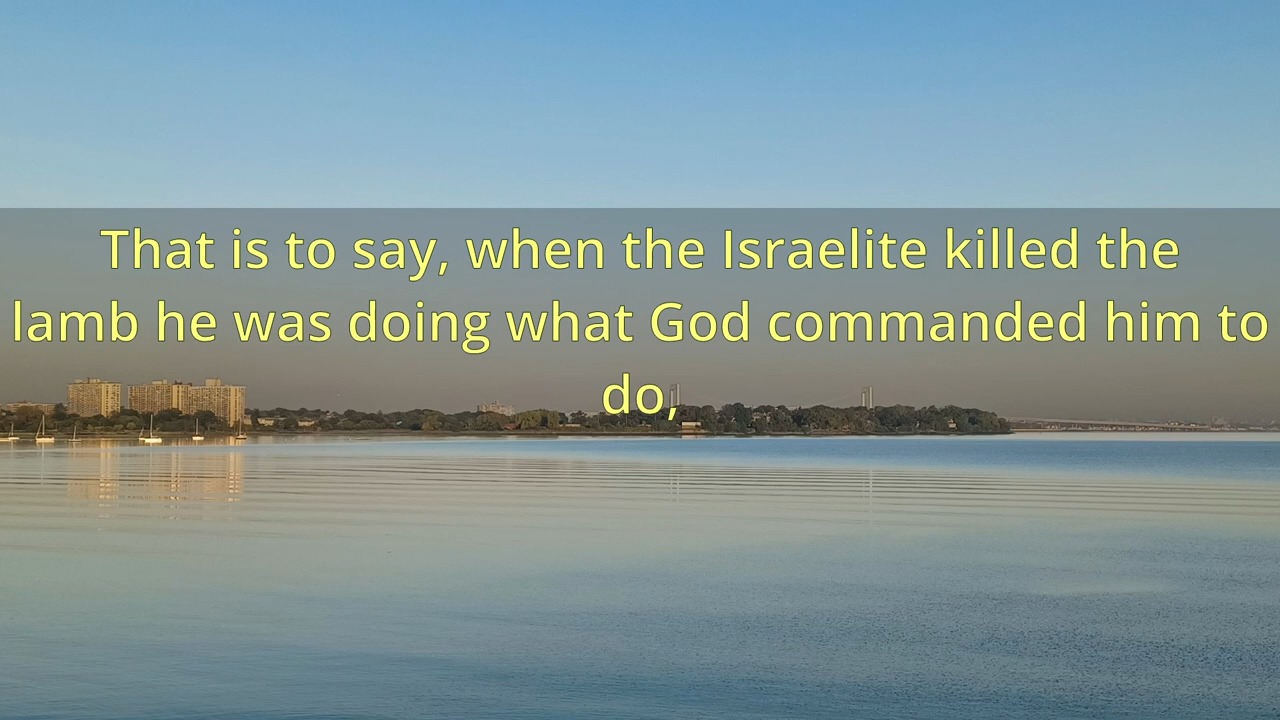 That is to say, when the Israelite killed the
lamb he was doing what God commanded him to
do,